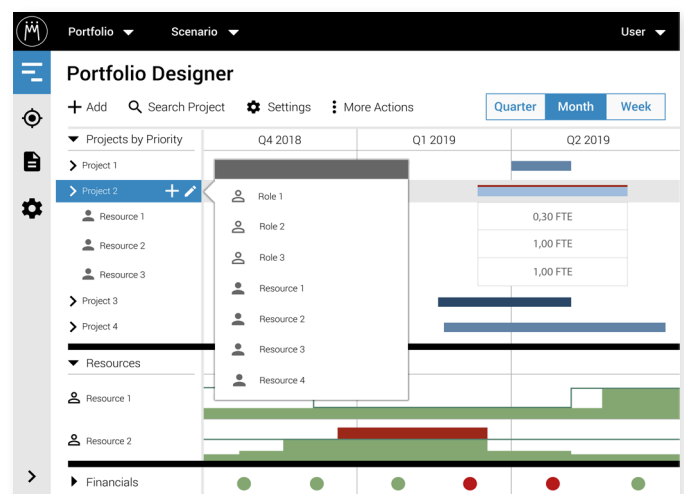 Portfolio Scenario User
Portfolio Designer
Add Search Project Settings More Actions Quarter Month Week
Projects by Priority Q4 2018 Q1 2019 Q2 2019
Project 1
Project 2
Role 1
Role 2
Role 3
Resource 1
Resource 2
Resource 3
Resource 4
Resource 1 0,30 FTE
Resource 2 1,00 FTE
Resource 3 1,00 FTE
Project 3
Project 4
Resources
Resource 1
Resource 2
Financials